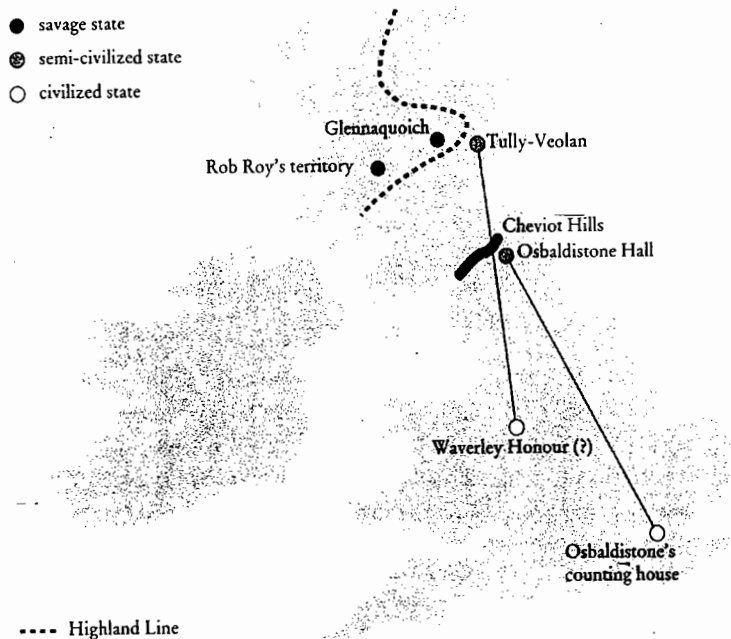 savage state
semi-civilized state
civilized state
Glennaquoich
Tully-Veolan
Rob Roy's territory
Cheviot Hills
Osbaldistone Hall
Waverley Honour (?)
Osbaldistone's
counting house
Highland Line